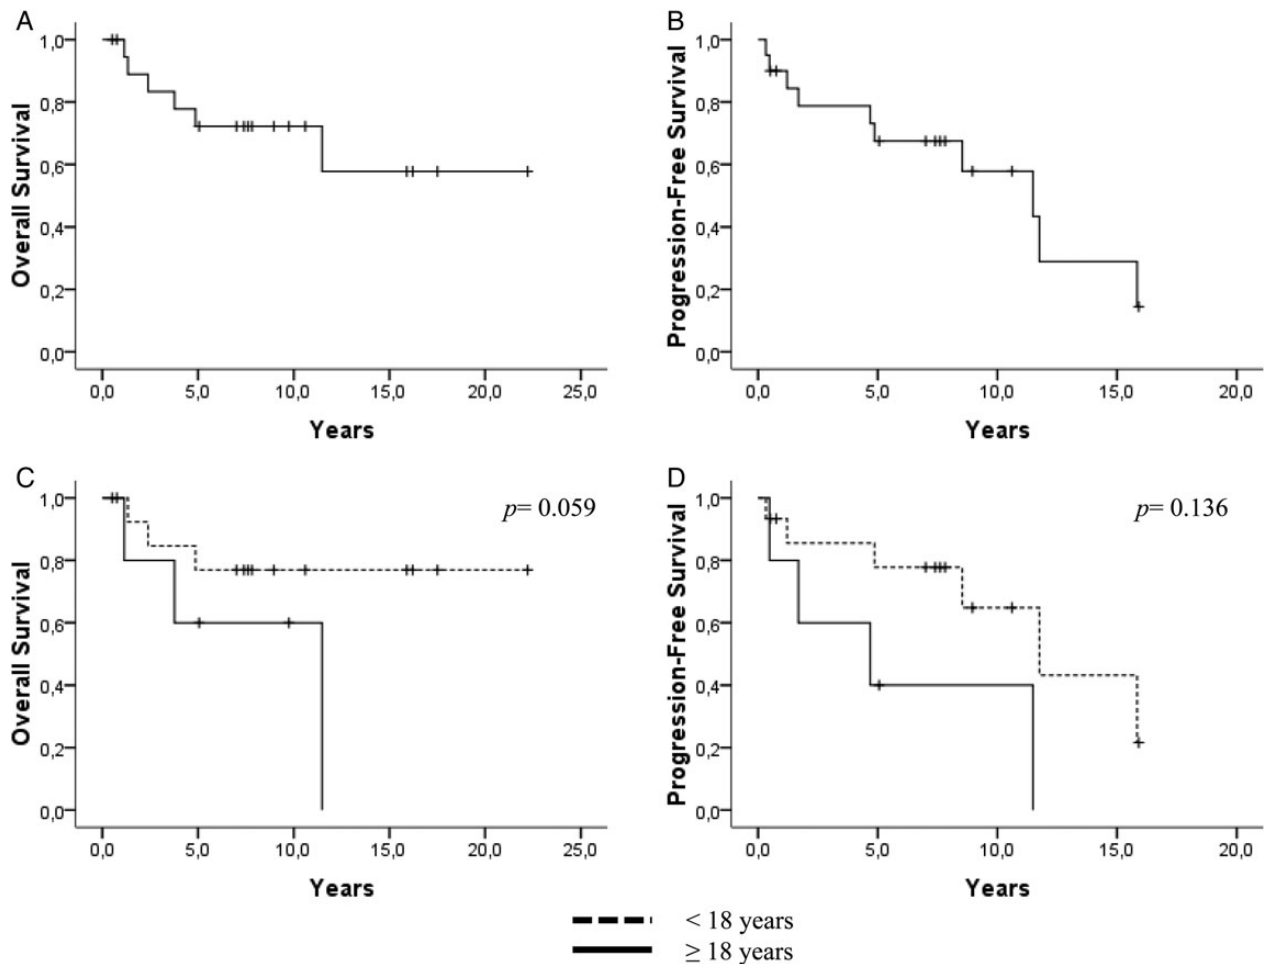 A
Overall Survival
1,0
0,8
0,6
0,4
0,2
0,0
0,0 5,0 10,0 15,0 20,0 25,0
Years
B
Progression-Free Survival
1,0
0,8
0,6
0,4
0,2
0,0
0,0 5,0 10,0 15,0 20,0
Years
C
p= 0.059
Overall Survival
1,0
0,8
0,6
0,4
0,2
0,0
0,0 5,0 10,0 15,0 20,0 25,0
Years
D
p= 0.136
Progression-Free Survival
1,0
0,8
0,6
0,4
0,2
0,0
0,0 5,0 10,0 15,0 20,0
Years
< 18 years
≥ 18 years